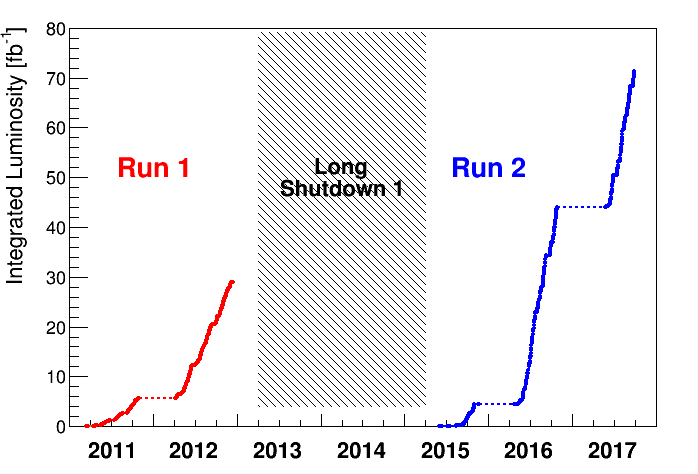 Integrated Luminosity [fb⁻¹]
80
70
60
50
40
30
20
10
0
Run 1
Long
Shutdown 1
Run 2
2011 2012 2013 2014 2015 2016 2017